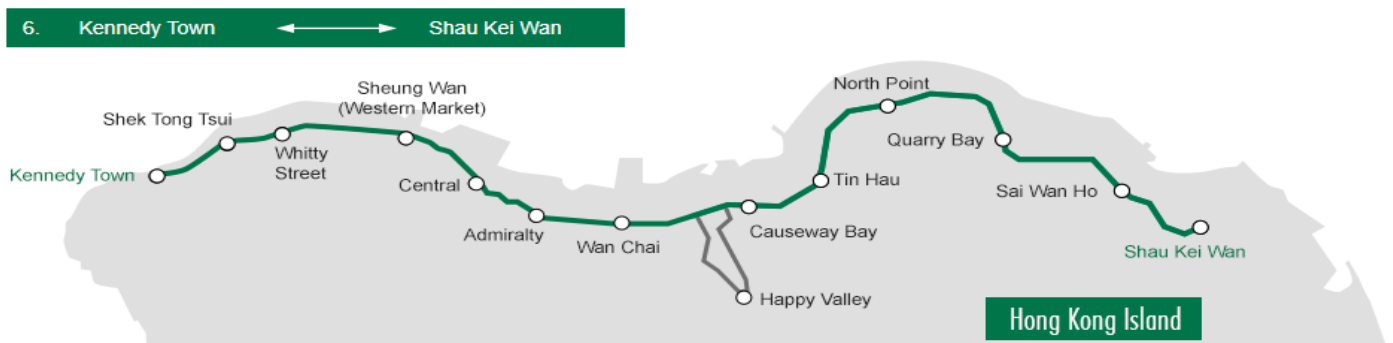 6. Kennedy Town Shau Kei Wan
Sheung Wan
(Western Market)
Shek Tong Tsui
Whitty
Street
Kennedy Town
Central
Admiralty
Wan Chai
Causeway Bay
Happy Valley
Tin Hau
North Point
Quarry Bay
Sai Wan Ho
Shau Kei Wan
Hong Kong Island